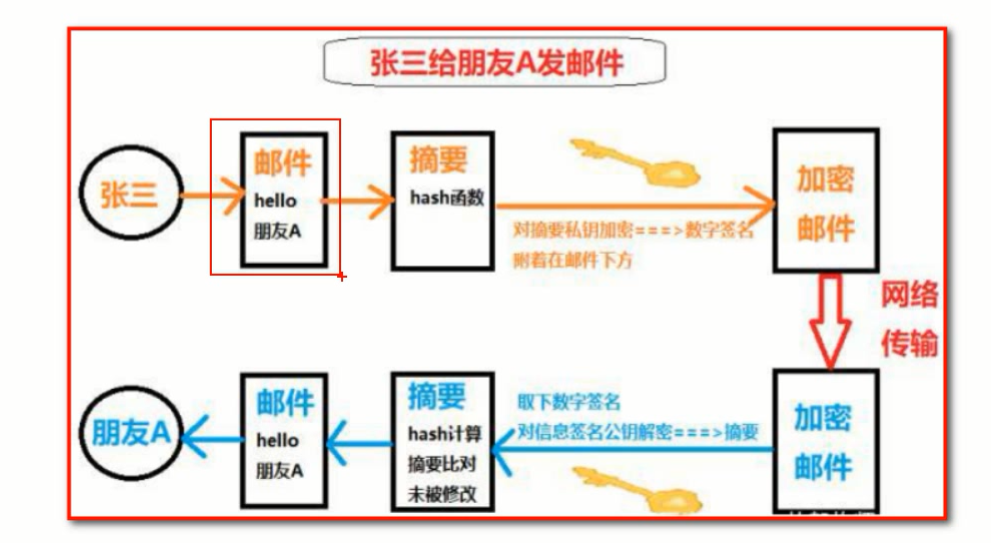 张三给朋友A发邮件
张三
邮件
hello
朋友A
摘要
hash函数
对摘要私钥加密===>数字签名
附着在邮件下方
加密
邮件
网络
传输
朋友A
邮件
hello
朋友A
摘要
hash计算
摘要比对
未被修改
取下数字签名
对信息签名公钥解密===>摘要
加密
邮件